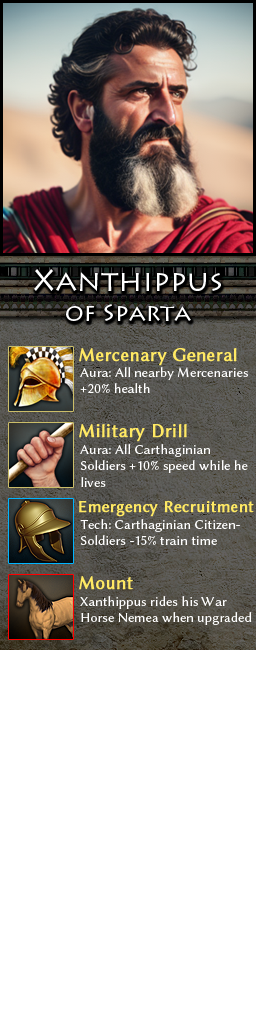 Xanthippus
of Sparta
Mercenary General
Aura: All nearby Mercenaries
+20% health
Military Drill
Aura: All Carthaginian
Soldiers +10% speed while he
lives
Emergency Recruitment
Tech: Carthaginian Citizen-
Soldiers -15% train time
Mount
Xanthippus rides his War
Horse Nemea when upgraded